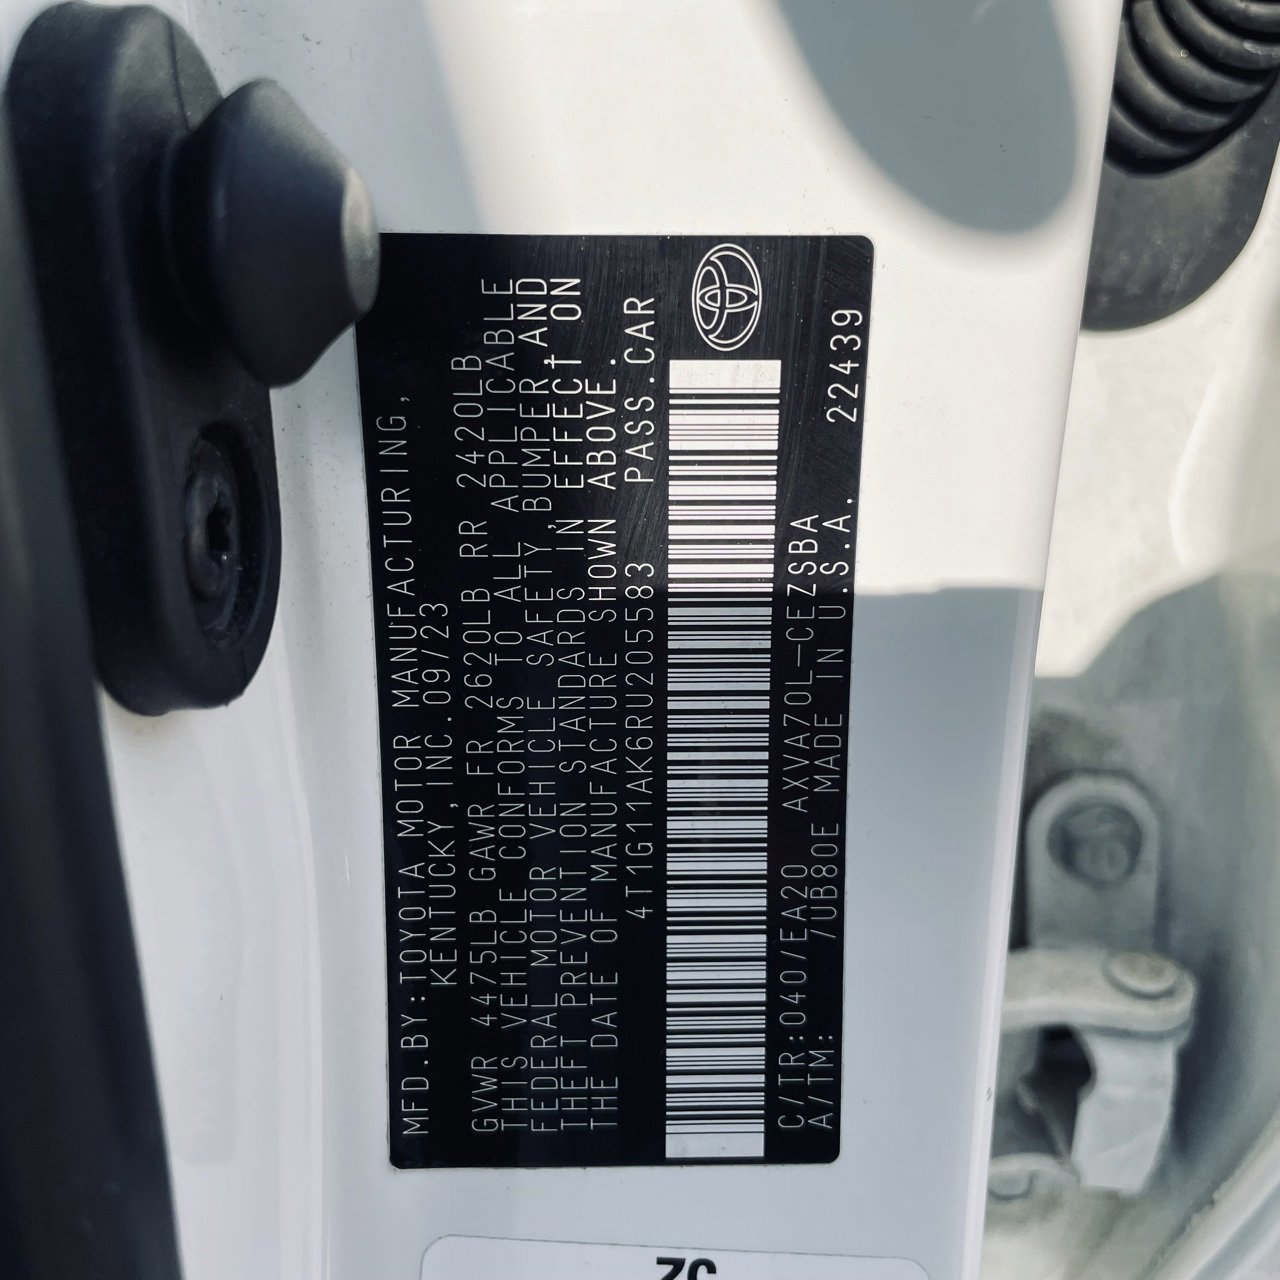 MFD.BY:TOYOTA MOTOR MANUFACTURING,
KENTUCKY,INC.09/23
GVWR 4475LB GAWR FR 2620LB RR 2420LB
THIS VEHICLE CONFORMS TO ALL APPLICABLE
FEDERAL MOTOR VEHICLE SAFETY,BUMPER,AND
THEFT PREVENTION STANDARDS IN EFFECT ON
THE DATE OF MANUFACTURE SHOWN ABOVE.
4T1G11AK6RU205583 PASS.CAR
C/TR:040/EA20 AXVA70L-CEZSBA
A/TM: /UB80E MADE IN U.S.A. 22439